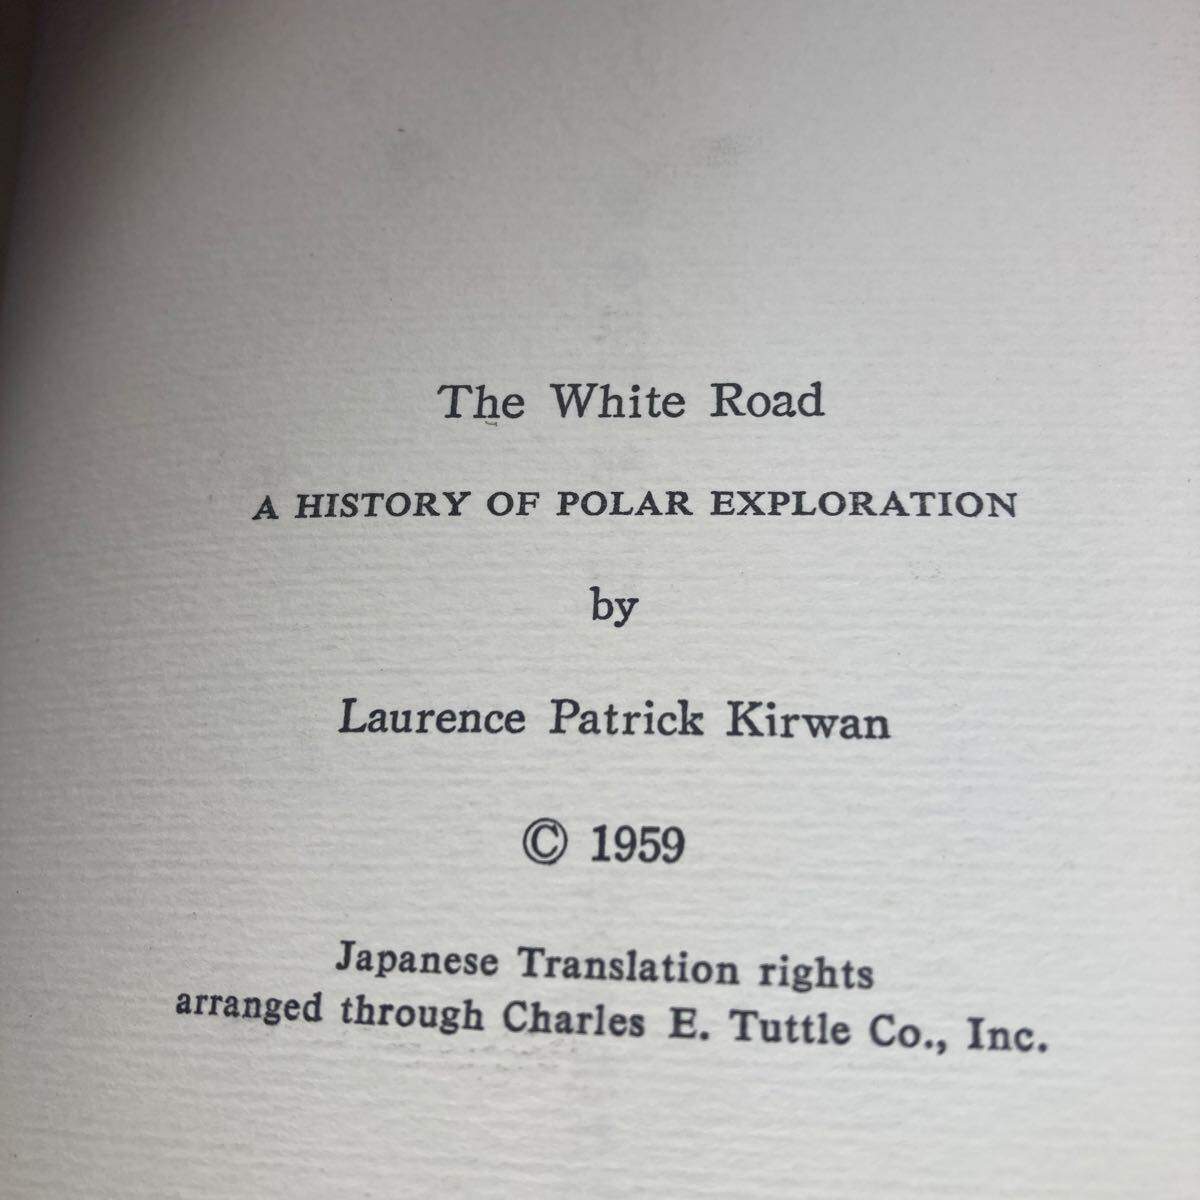 The White Road
A HISTORY OF POLAR EXPLORATION
by
Laurence Patrick Kirwan
© 1959
Japanese Translation rights
arranged through Charles E. Tuttle Co., Inc.